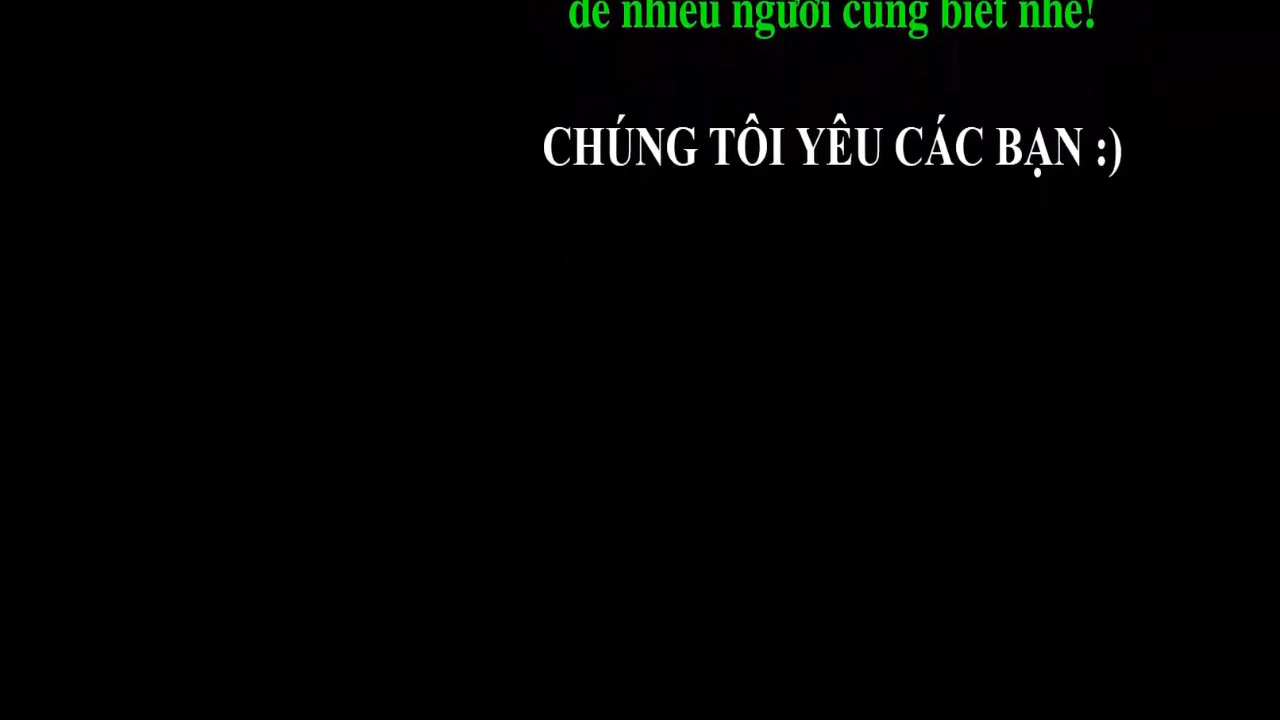 để nhiều người cùng biết nhé!
CHÚNG TÔI YÊU CÁC BẠN :)